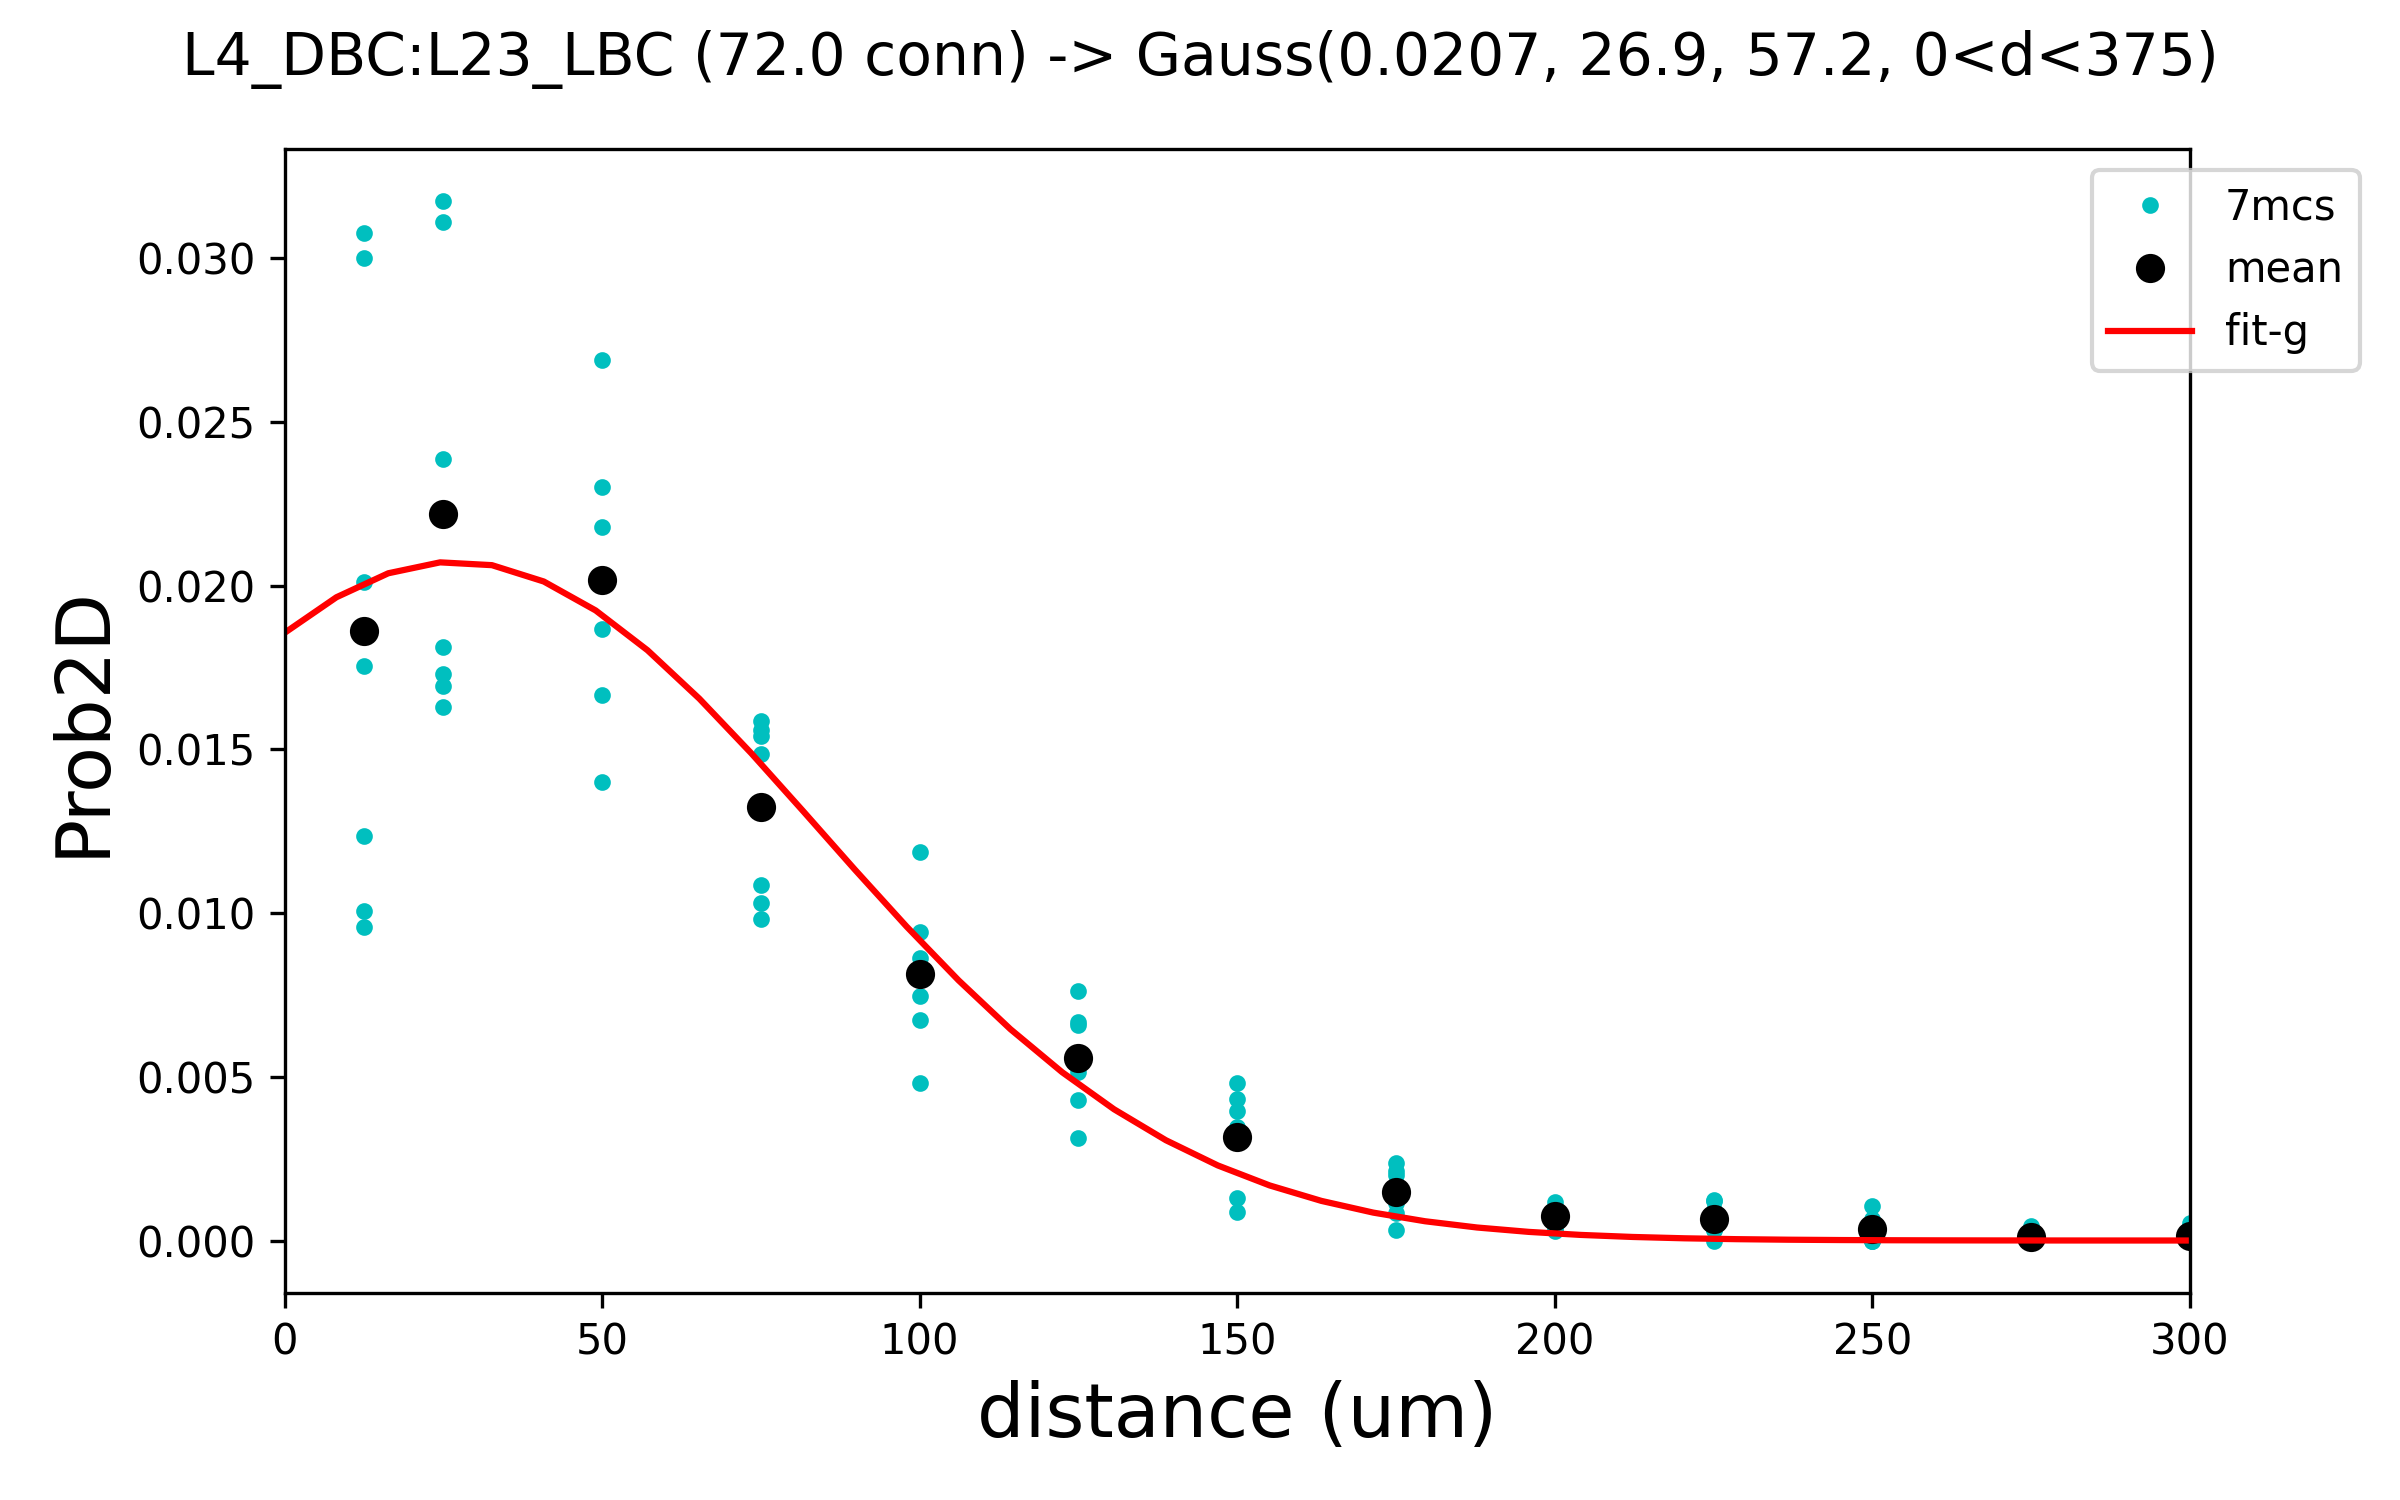 L4_DBC:L23_LBC (72.0 conn) -> Gauss(0.0207, 26.9, 57.2, 0<d<375)
7mcs
mean
fit-g
0.030
0.025
0.020
0.015
0.010
0.005
0.000
Prob2D
0 50 100 150 200 250 300
distance (um)